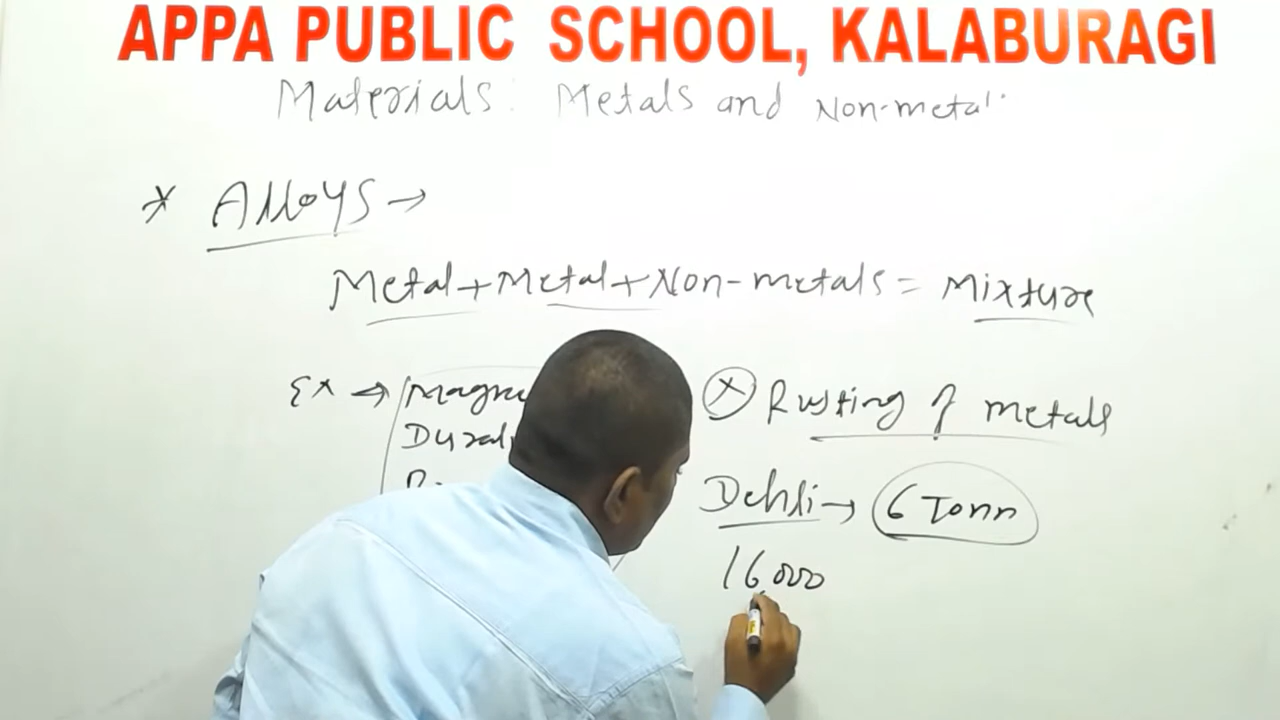 APPA PUBLIC SCHOOL, KALABURAGI
Materials: Metals and Non-metal
* Alloys →
Metal + Metal + Non-metals = Mixture
Ex →
Rusting of metals
Dehli → 6 Tonn
16000